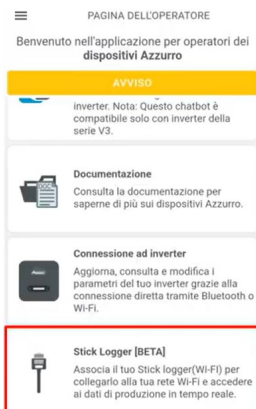 PAGINA DELL'OPERATORE
Benvenuto nell'applicazione per operatori dei
dispositivi Azzurro
AVVISO
inverter. Nota: Questo chatbot è
compatibile solo con inverter della
serie V3.
Documentazione
Consulta la documentazione per
saperne di più sui dispositivi Azzurro.
Connessione ad inverter
Aggiorna, consulta e modifica i
parametri del tuo inverter grazie alla
connessione diretta tramite Bluetooth o
Wi-Fi.
Stick Logger [BETA]
Associa il tuo Stick logger(WI-FI) per
collegarlo alla tua rete Wi-Fi e accedere
ai dati di produzione in tempo reale.